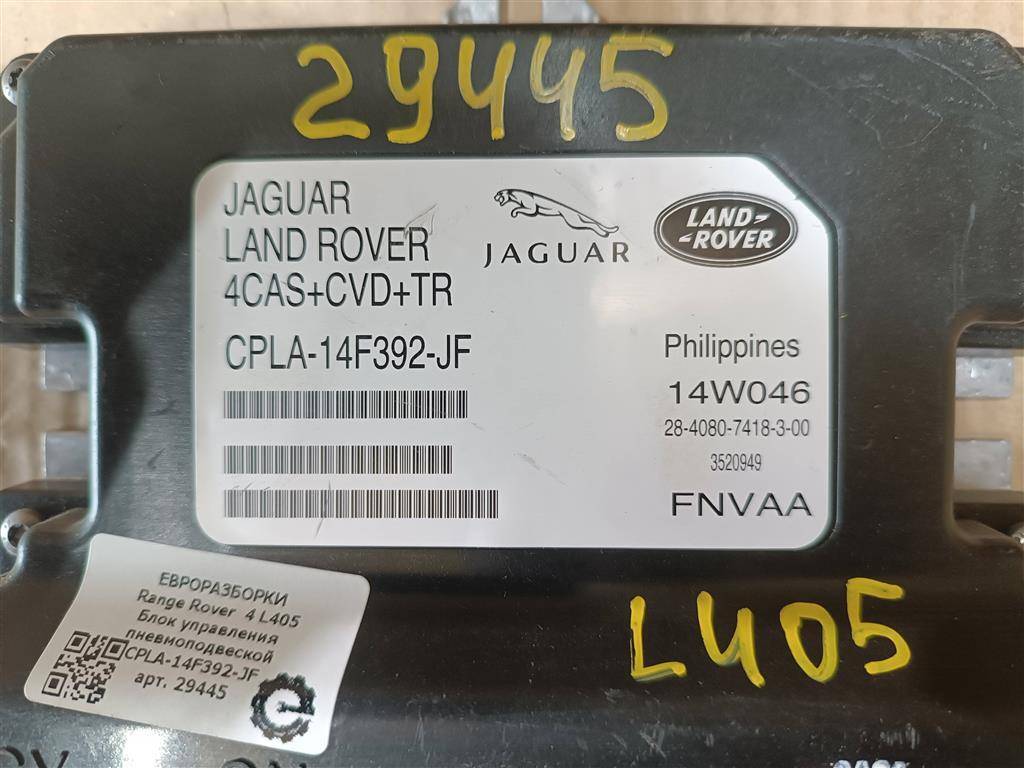 29445
JAGUAR
LAND ROVER
4CAS+CVD+TR
CPLA-14F392-JF
JAGUAR
LAND-
-ROVER
Philippines
14W046
28-4080-7418-3-00
3520949
FNVAA
L405
ЕВРОРАЗБОРКИ
Range Rover 4 L405
Блок управления
пневмоподвеской
CPLA-14F392-JF
арт. 29445